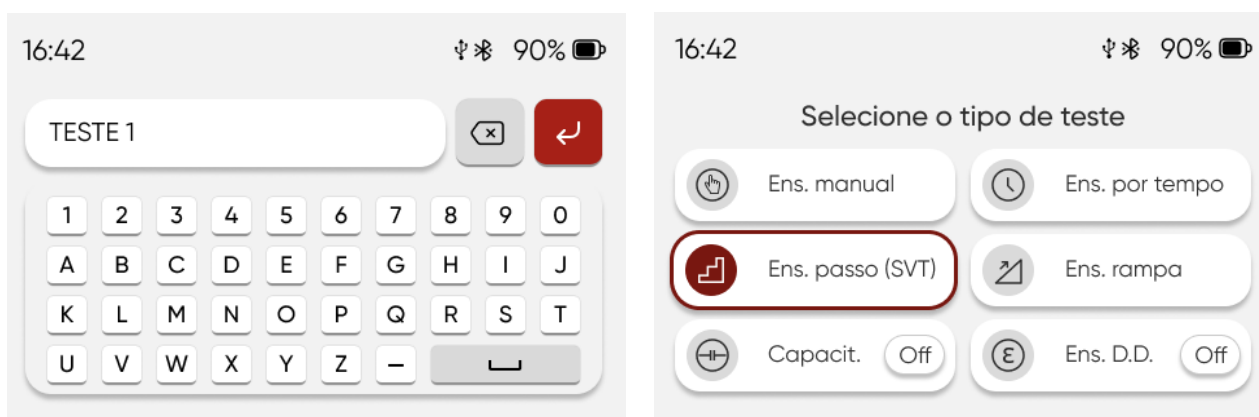 16:42
90%
TESTE 1
1 2 3 4 5 6 7 8 9 0
A B C D E F G H I J
K L M N O P Q R S T
U V W X Y Z –
16:42
90%
Selecione o tipo de teste
Ens. manual
Ens. por tempo
Ens. passo (SVT)
Ens. rampa
Capacit. Off
ε Ens. D.D. Off